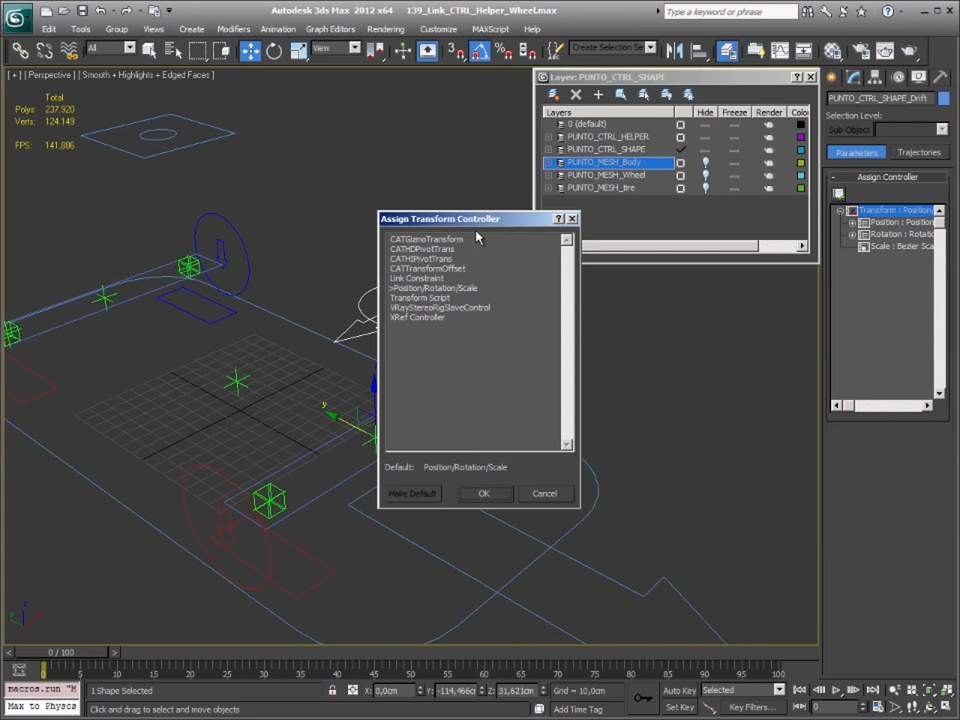 Autodesk 3ds Max 2012 x64    139_Link_CTRL_Helper_Wheel.max
Type a keyword or phrase
Edit Tools Group Views Create Modifiers Animation Graph Editors Rendering Customize MAXScript Help
All
View
Create Selection Se
[ + ] [ Perspective ] [ Smooth + Highlights + Edged Faces ]
Total
Polys: 237,920
Verts: 124.149
FPS: 141,886
Layer: PUNTO_CTRL_SHAPE
Layers Hide Freeze Render Colo
0 (default)
PUNTO_CTRL_HELPER
PUNTO_CTRL_SHAPE
PUNTO_MESH_Body
PUNTO_MESH_Wheel
PUNTO_MESH_tire
PUNTO_CTRL_SHAPE_Drift
Selection Level:
Sub-Object
Parameters Trajectories
Assign Controller
Transform : Position/
Position : Position
Rotation : Rotatio
Scale : Bezier Sca
Assign Transform Controller
CATGizmoTransform
CATHDPivotTrans
CATHIPivotTrans
CATTransformOffset
Link Constraint
>Position/Rotation/Scale
Transform Script
VRayStereoRigSlaveControl
XRef Controller
Default: Position/Rotation/Scale
Make Default OK Cancel
y
z
0 / 100
0 5 10 15 20 25 30 35 40 45 50 55 60 65 70 75 80 85 90 95 100
macros.run "M
Max to Physcs
1 Shape Selected
X: 0,0cm Y: -114,466c Z: 31,621cm Grid = 10,0cm
Click and drag to select and move objects
Add Time Tag
Auto Key Selected
Set Key Key Filters...
0